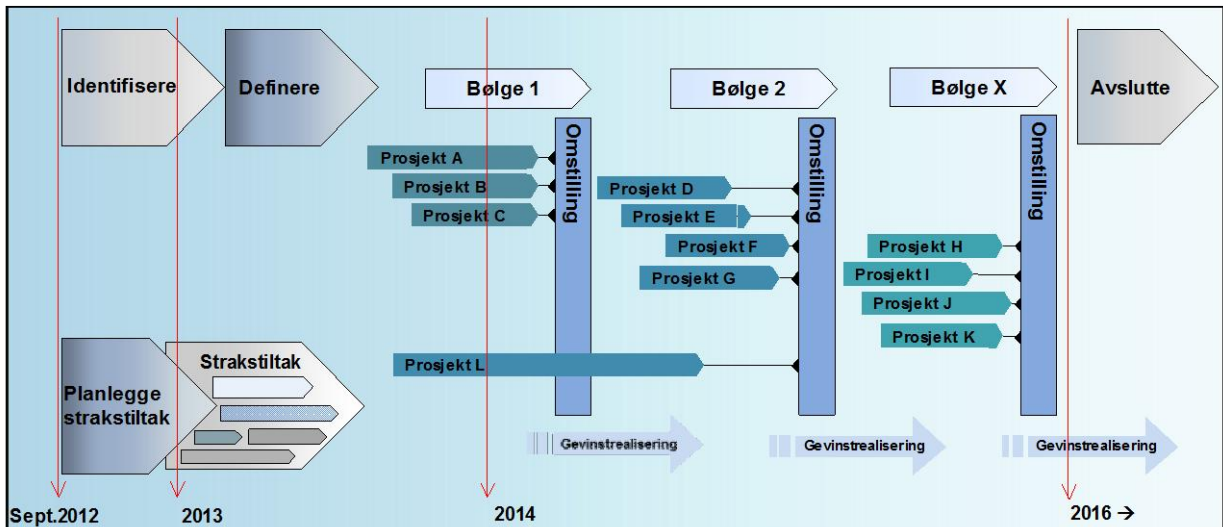 Identifisere
Definere
Bølge 1
Bølge 2
Bølge X
Avslutte
Omstilling
Omstilling
Omstilling
Prosjekt A
Prosjekt B
Prosjekt C
Prosjekt D
Prosjekt E
Prosjekt F
Prosjekt G
Prosjekt H
Prosjekt I
Prosjekt J
Prosjekt K
Prosjekt L
Planlegge
strakstiltak
Strakstiltak
Gevinstrealisering
Gevinstrealisering
Gevinstrealisering
Sept.2012
2013
2014
2016 →